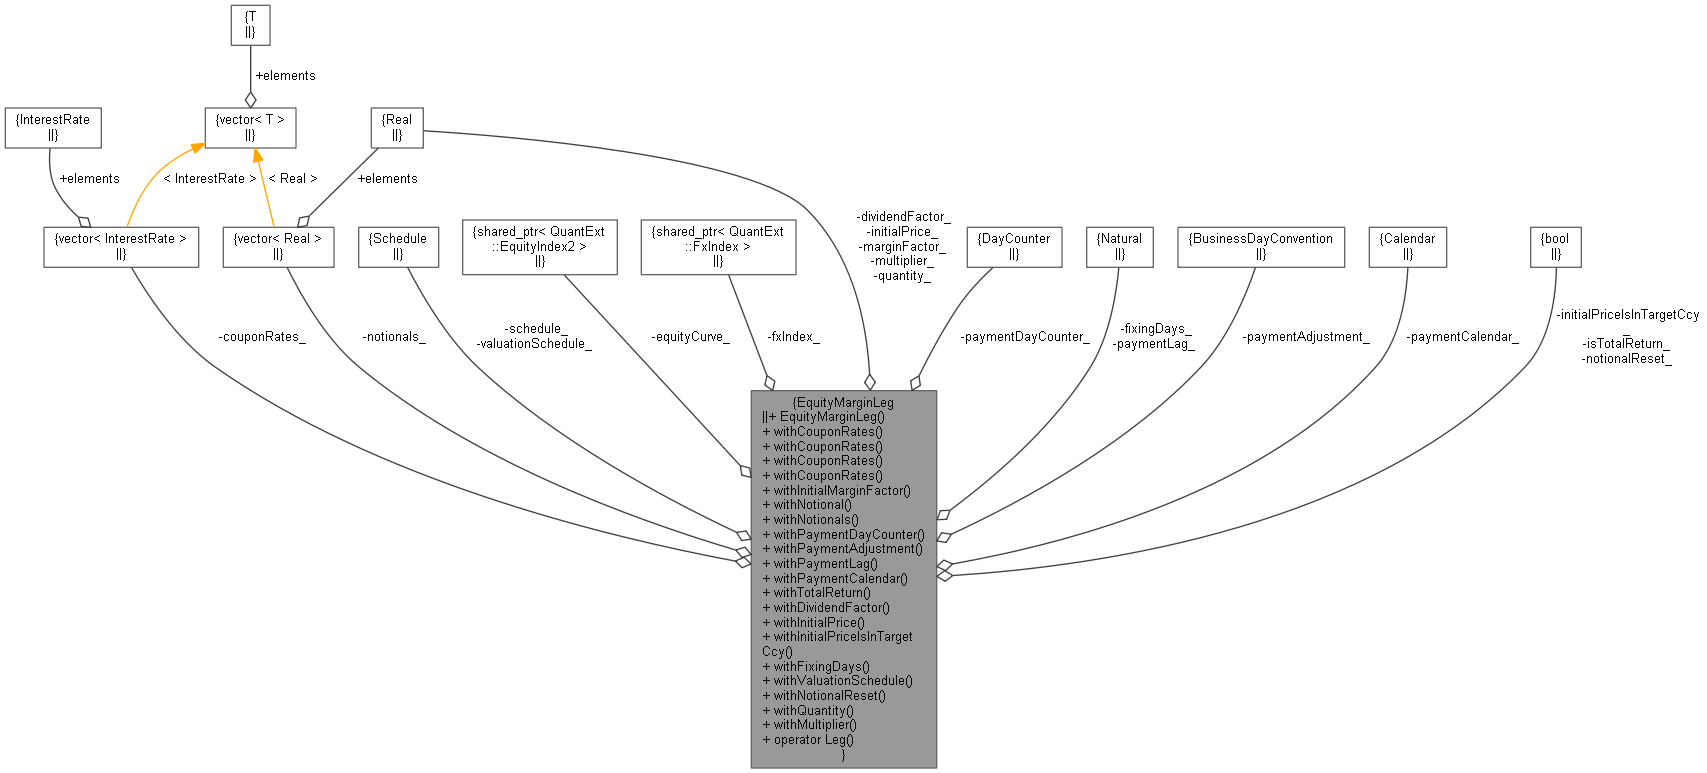 {T
||}
+elements
{InterestRate
||}
{vector< T >
||}
{Real
||}
+elements
< InterestRate >
< Real >
+elements
{vector< InterestRate >
||}
{vector< Real >
||}
{Schedule
||}
{shared_ptr< QuantExt
::EquityIndex2 >
||}
{shared_ptr< QuantExt
::FxIndex >
||}
-dividendFactor_
-initialPrice_
-marginFactor_
-multiplier_
-quantity_
{DayCounter
||}
{Natural
||}
{BusinessDayConvention
||}
{Calendar
||}
{bool
||}
-couponRates_
-notionals_
-schedule_
-valuationSchedule_
-equityCurve_
-fxIndex_
-paymentDayCounter_
-fixingDays_
-paymentLag_
-paymentAdjustment_
-paymentCalendar_
-initialPriceIsInTargetCcy
_
-isTotalReturn_
-notionalReset_
{EquityMarginLeg
||+ EquityMarginLeg()
+ withCouponRates()
+ withCouponRates()
+ withCouponRates()
+ withCouponRates()
+ withInitialMarginFactor()
+ withNotional()
+ withNotionals()
+ withPaymentDayCounter()
+ withPaymentAdjustment()
+ withPaymentLag()
+ withPaymentCalendar()
+ withTotalReturn()
+ withDividendFactor()
+ withInitialPrice()
+ withInitialPriceIsInTarget
Ccy()
+ withFixingDays()
+ withValuationSchedule()
+ withNotionalReset()
+ withQuantity()
+ withMultiplier()
+ operator Leg()
}